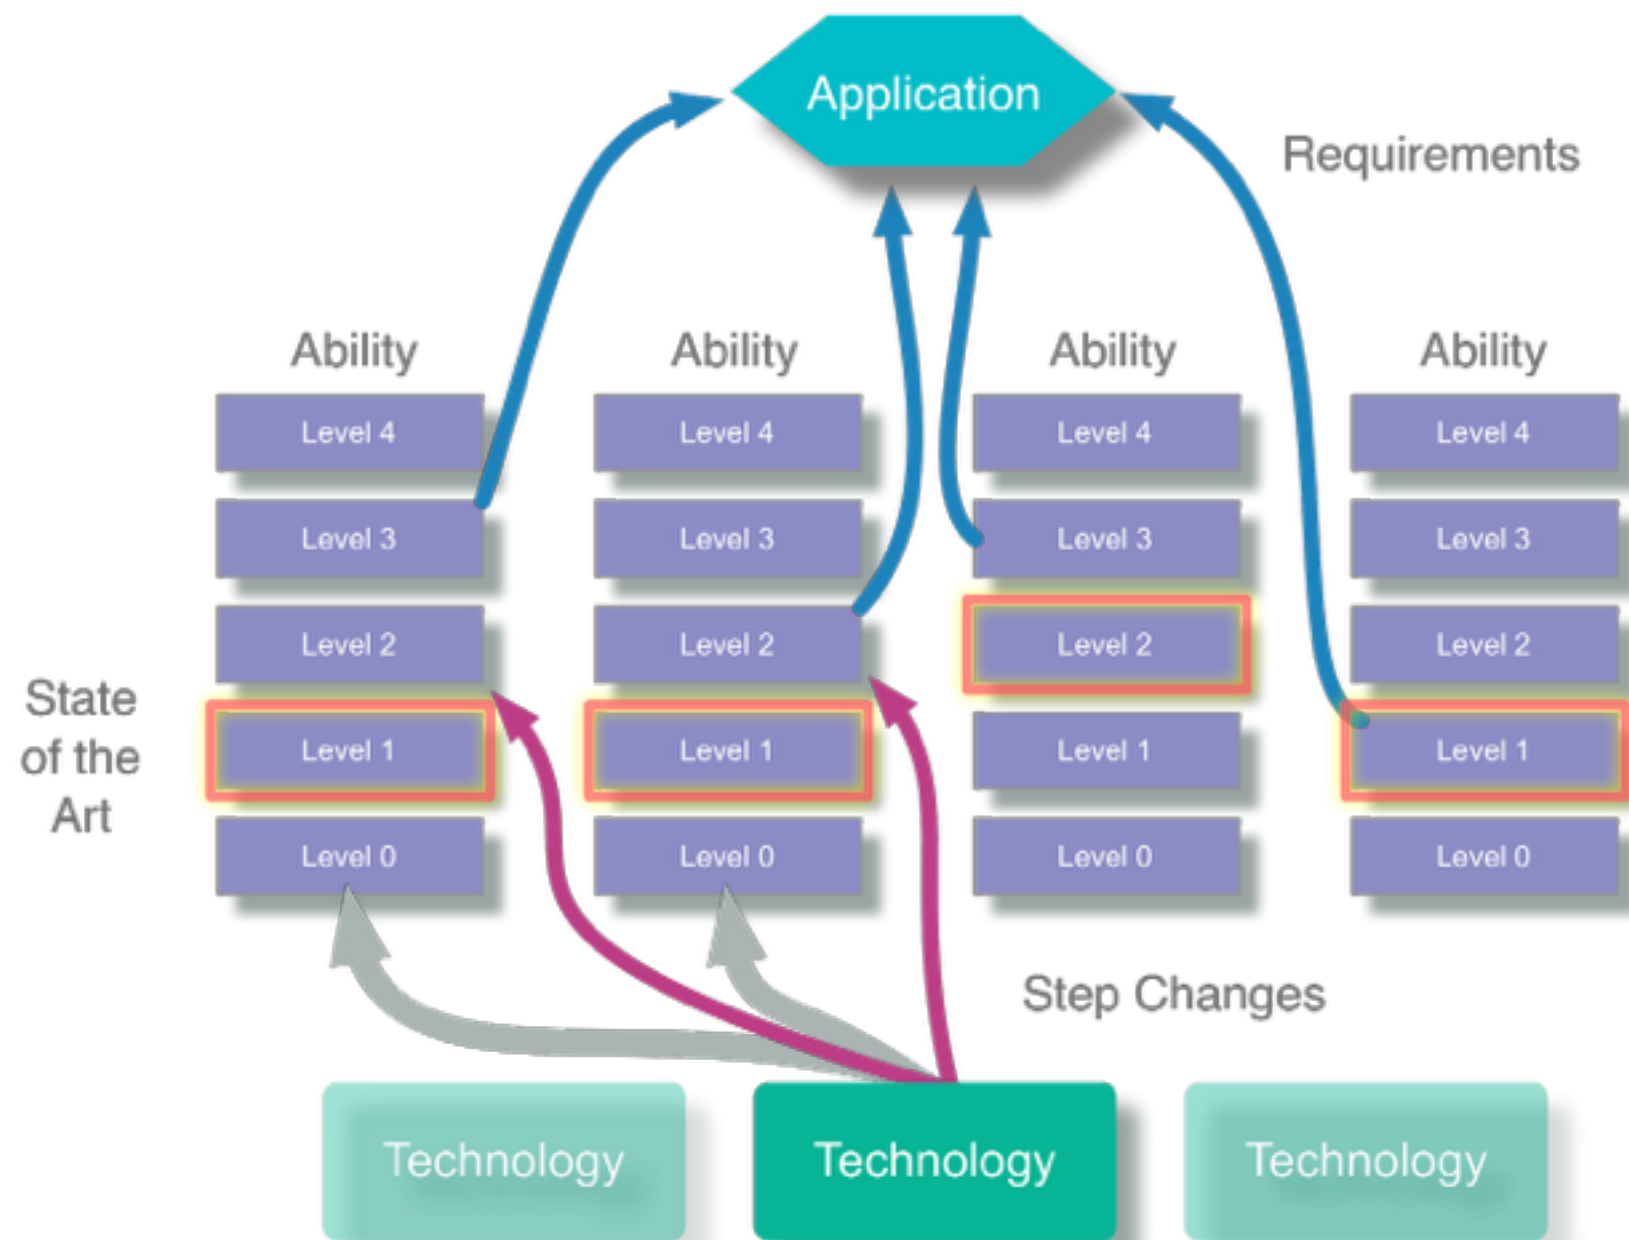 Application
Requirements
Ability
Ability
Ability
Ability
Level 4
Level 4
Level 4
Level 4
Level 3
Level 3
Level 3
Level 3
Level 2
Level 2
Level 2
Level 2
State
of the
Art
Level 1
Level 1
Level 1
Level 1
Level 0
Level 0
Level 0
Level 0
Step Changes
Technology
Technology
Technology